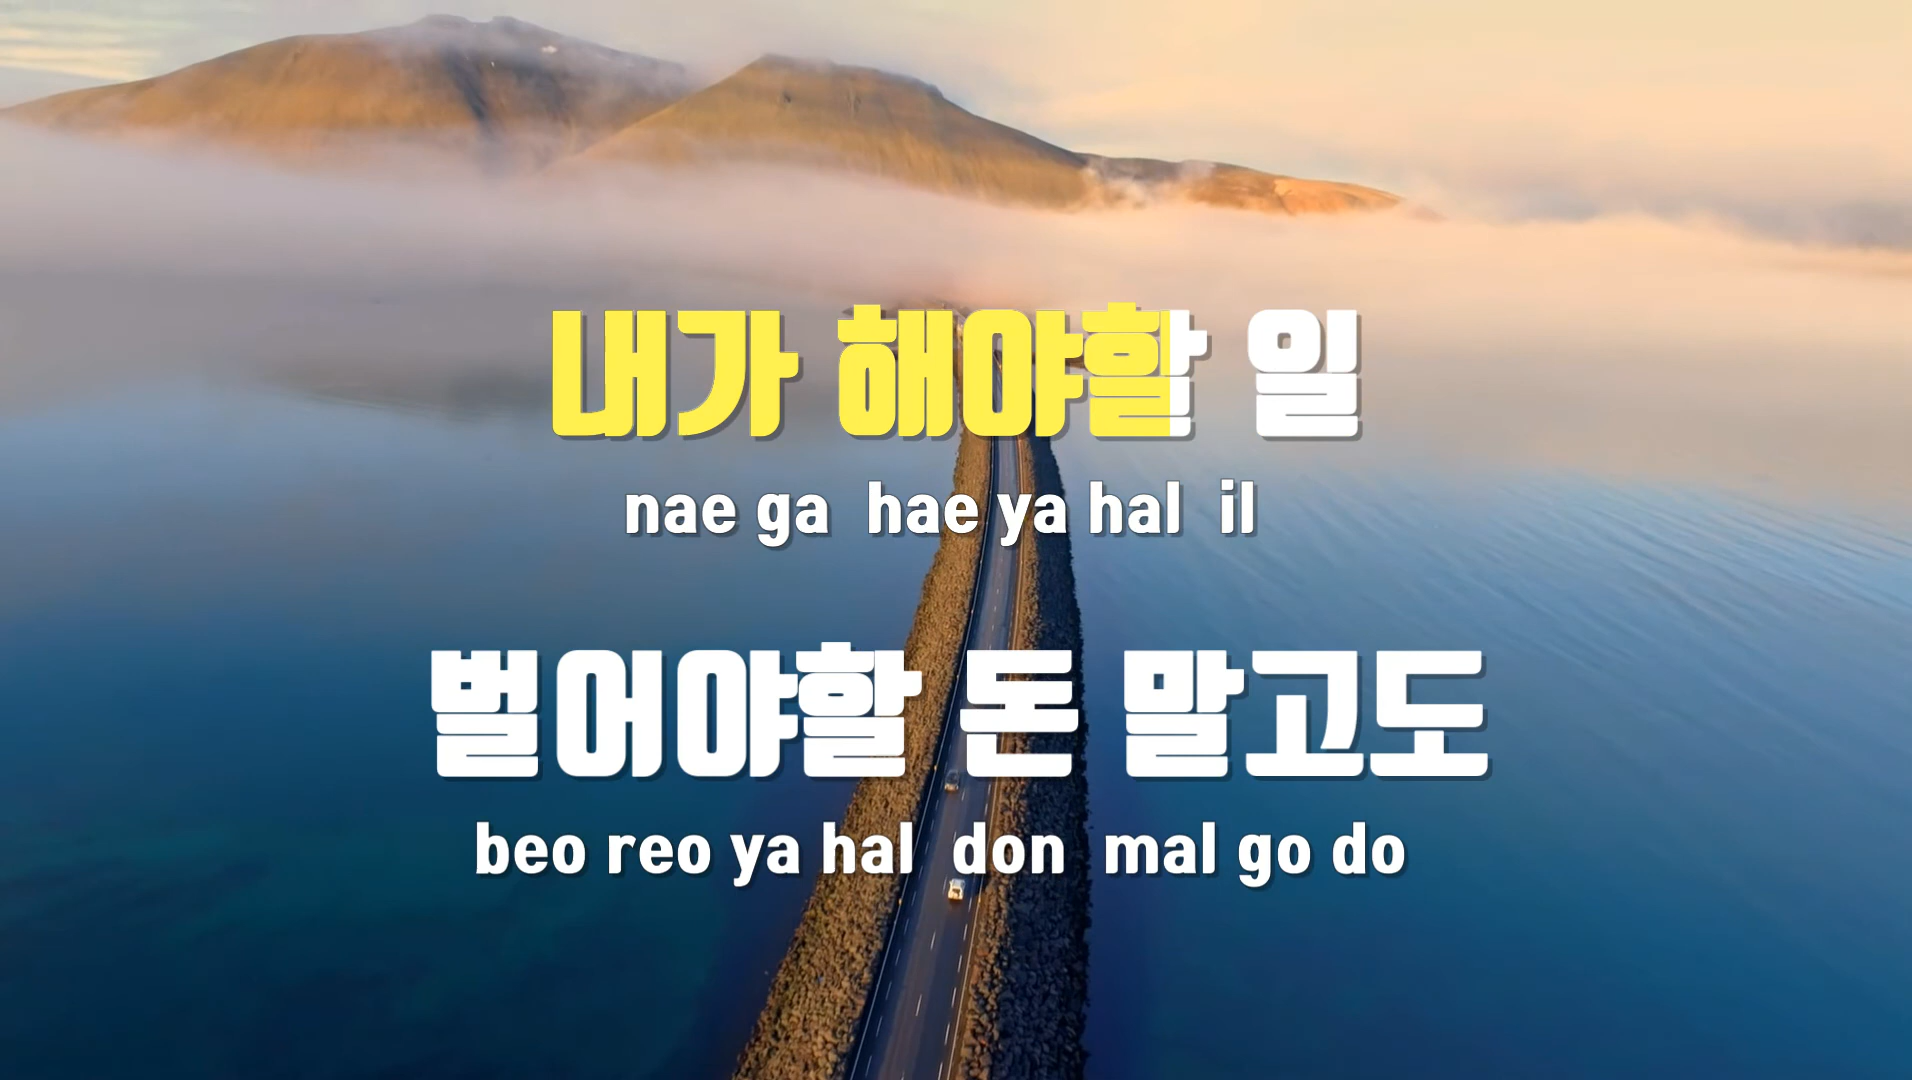 내가 해야할 일
nae ga hae ya hal il
벌어야할 돈 말고도
beo reo ya hal don mal go do